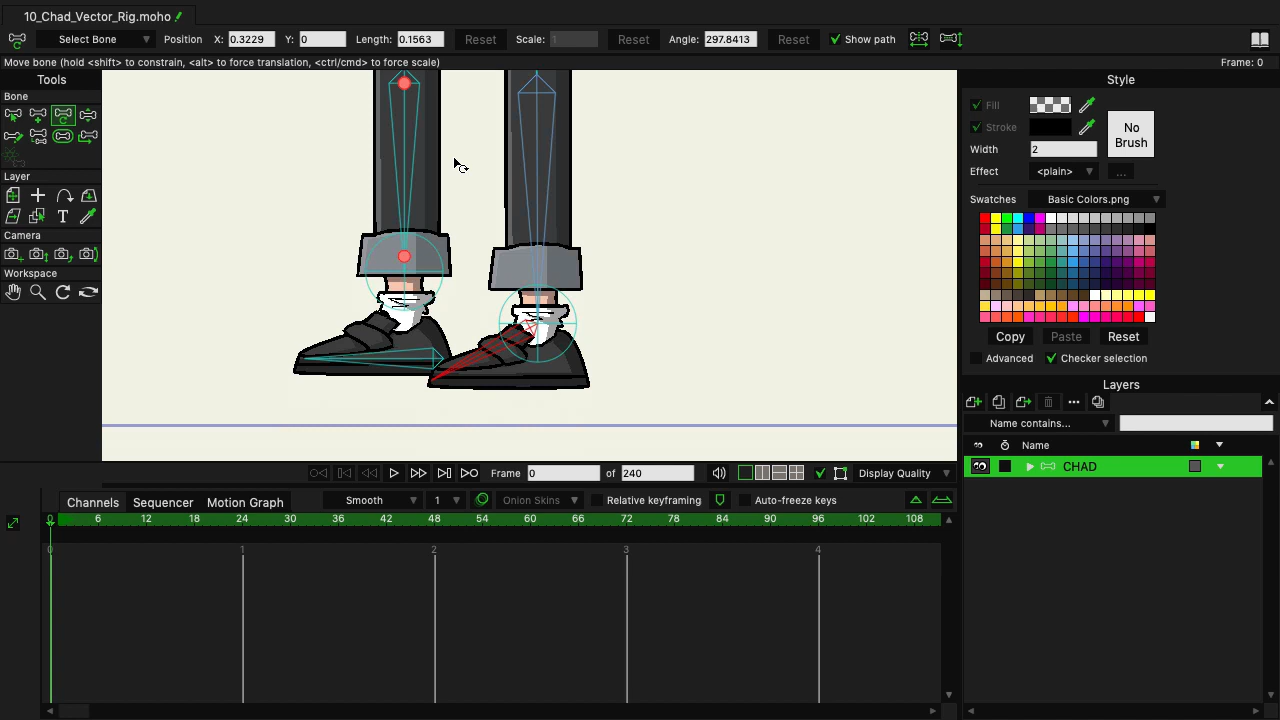 10_Chad_Vector_Rig.moho
Select Bone Position X: 0.3229 Y: 0 Length: 0.1563 Reset Scale: 1 Reset Angle: 297.8413 Reset Show path
Move bone (hold <shift> to constrain, <alt> to force translation, <ctrl/cmd> to force scale) Frame: 0
Tools
Bone
Layer
Camera
Workspace
Style
Fill
Stroke
No
Brush
Width 2
Effect <plain> ...
Swatches Basic Colors.png
Copy Paste Reset
Advanced Checker selection
Layers
Name contains...
Name
CHAD
Frame 0 of 240 Display Quality
Channels Sequencer Motion Graph Smooth 1 Onion Skins Relative keyframing Auto-freeze keys
0 6 12 18 24 30 36 42 48 54 60 66 72 78 84 90 96 102 108
0 1 2 3 4